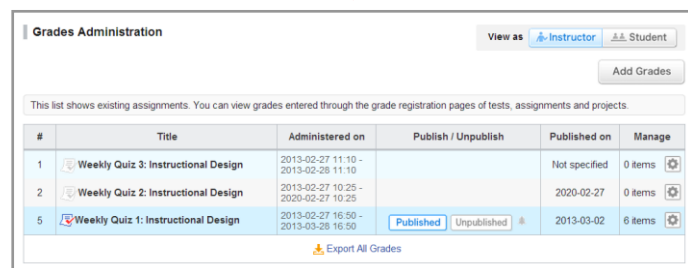 Grades Administration
View as Instructor Student
Add Grades
This list shows existing assignments. You can view grades entered through the grade registration pages of tests, assignments and projects.
# Title Administered on Publish / Unpublish Published on Manage
1 Weekly Quiz 3: Instructional Design 2013-02-27 11:10 - Not specified 0 items
2013-02-28 11:10
2 Weekly Quiz 2: Instructional Design 2013-02-27 10:25 - 2020-02-27 0 items
2020-02-27 10:25
5 Weekly Quiz 1: Instructional Design 2013-02-27 16:50 - Published Unpublished 2013-03-02 6 items
2013-03-28 16:50
Export All Grades